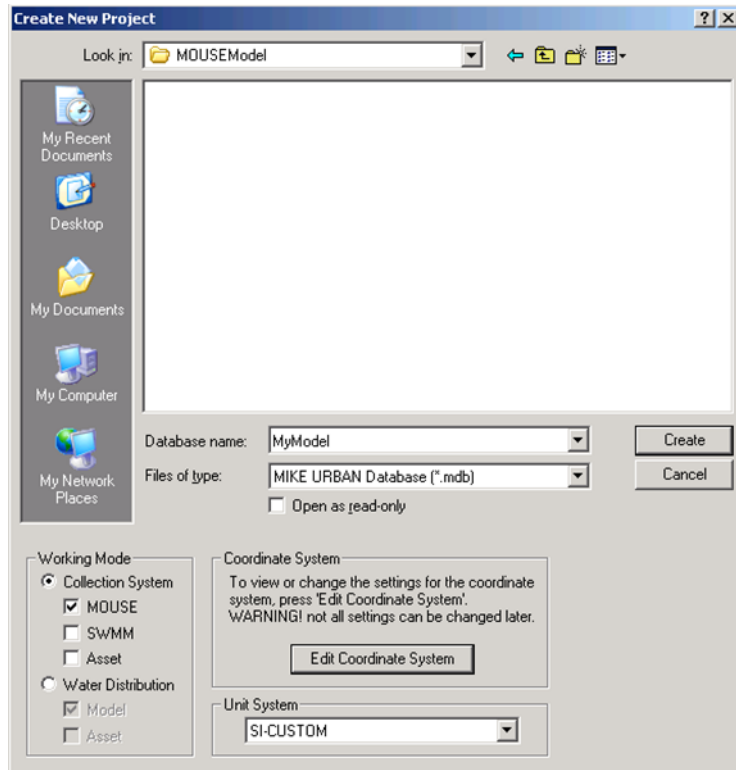 Create New Project
Look in: MOUSEModel
My Recent
Documents
Desktop
My Documents
My Computer
My Network
Places
Database name: MyModel Create
Files of type: MIKE URBAN Database (*.mdb) Cancel
Open as read-only
Working Mode
Collection System
MOUSE
SWMM
Asset
Water Distribution
Model
Asset
Coordinate System
To view or change the settings for the coordinate
system, press 'Edit Coordinate System'.
WARNING! not all settings can be changed later.
Edit Coordinate System
Unit System
SI-CUSTOM